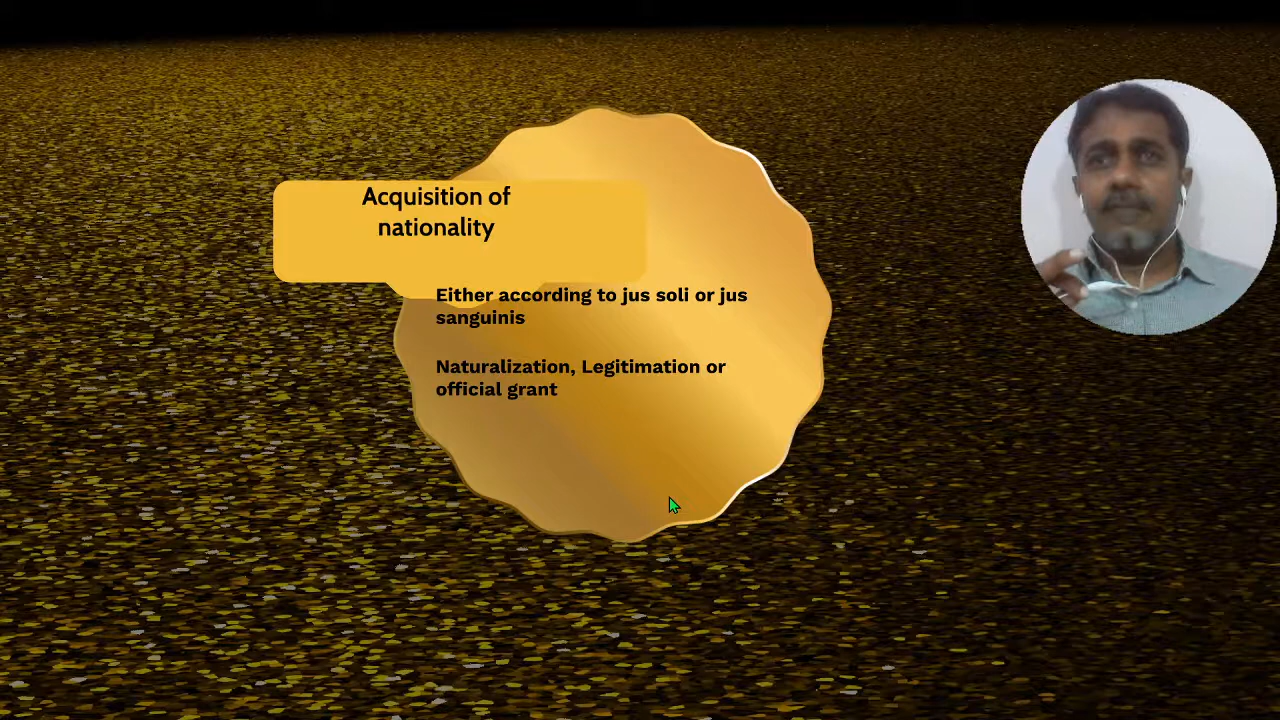 Acquisition of
nationality
Either according to jus soli or jus
sanguinis
Naturalization, Legitimation or
official grant